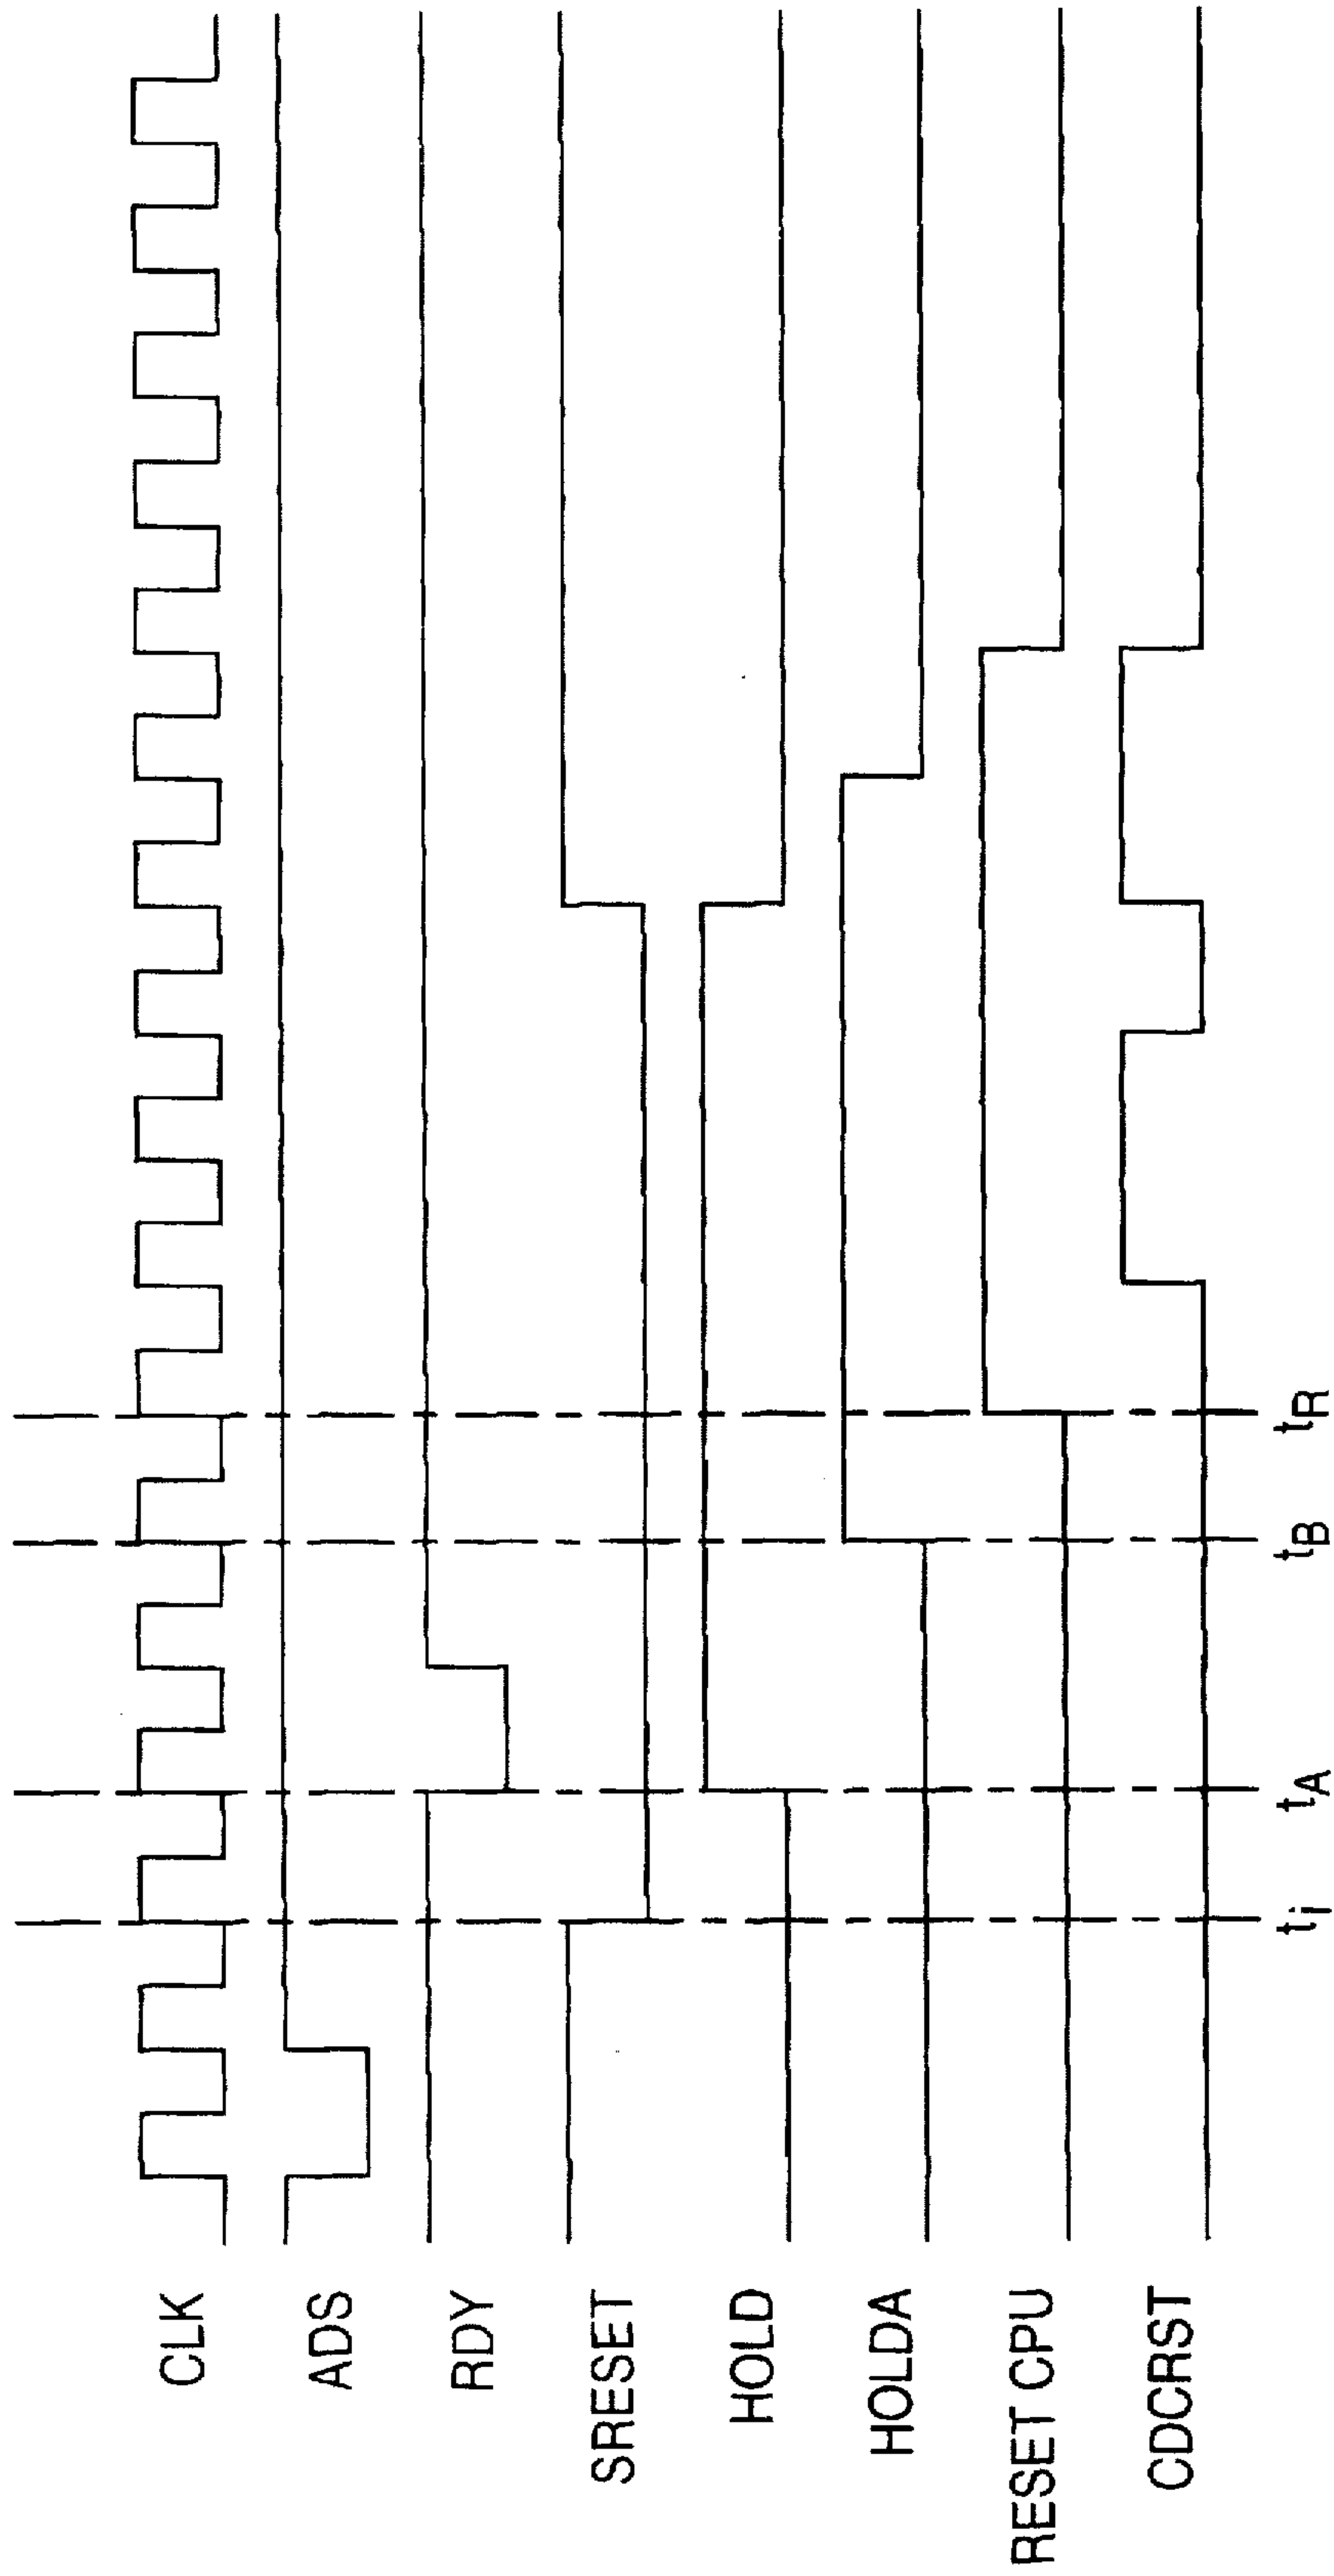 CLK
ADS
RDY
SRESET
HOLD
HOLDA
RESET CPU
CDCRST
ti
tA
tB
tR